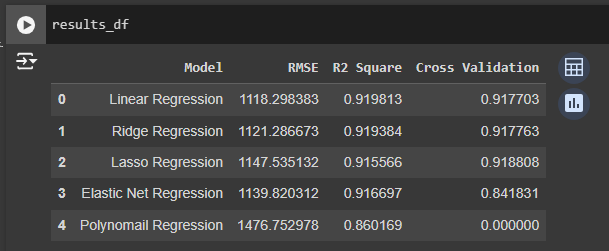 results_df
Model RMSE R2 Square Cross Validation
0 Linear Regression 1118.298383 0.919813 0.917703
1 Ridge Regression 1121.286673 0.919384 0.917763
2 Lasso Regression 1147.535132 0.915566 0.918808
3 Elastic Net Regression 1139.820312 0.916697 0.841831
4 Polynomail Regression 1476.752978 0.860169 0.000000